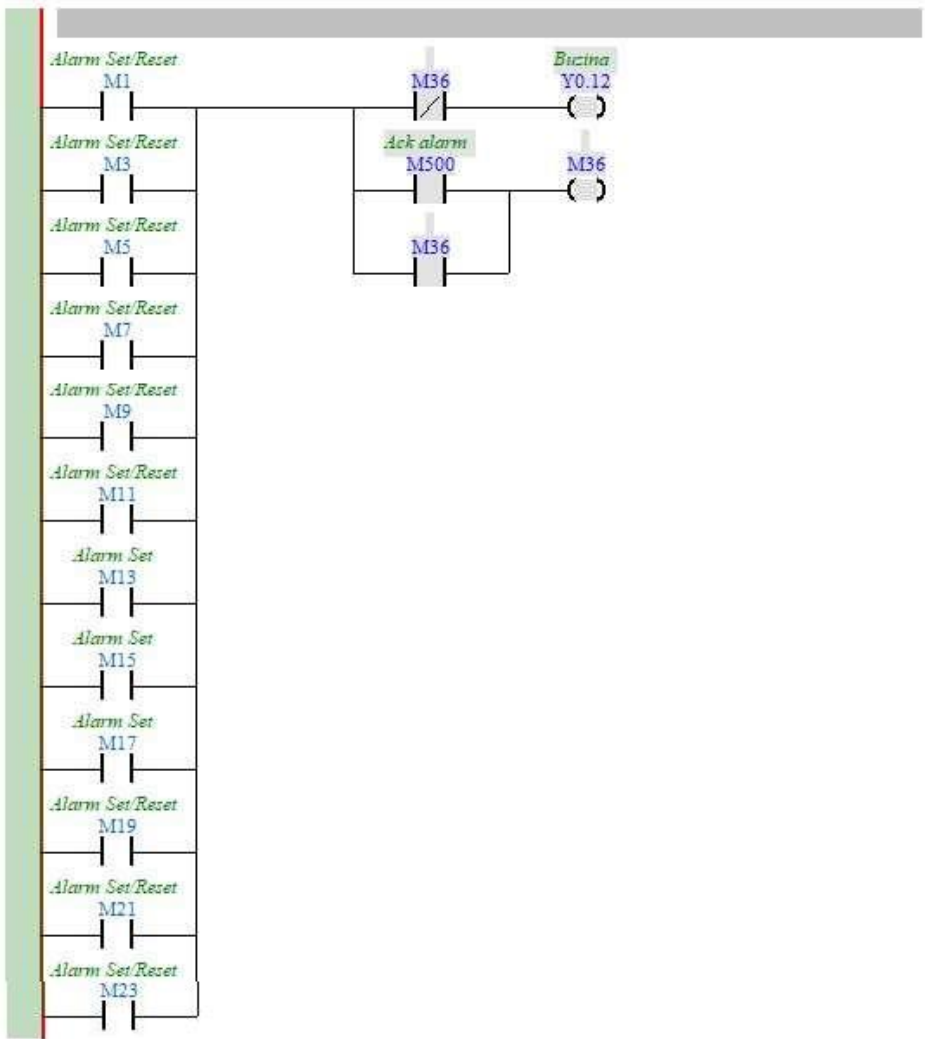 Alarm Set/Reset
M1
M36
Buzina
Y0.12
Alarm Set/Reset
M3
Ack alarm
M500
M36
Alarm Set/Reset
M5
M36
Alarm Set/Reset
M7
Alarm Set/Reset
M9
Alarm Set/Reset
M11
Alarm Set
M13
Alarm Set
M15
Alarm Set
M17
Alarm Set/Reset
M19
Alarm Set/Reset
M21
Alarm Set/Reset
M23